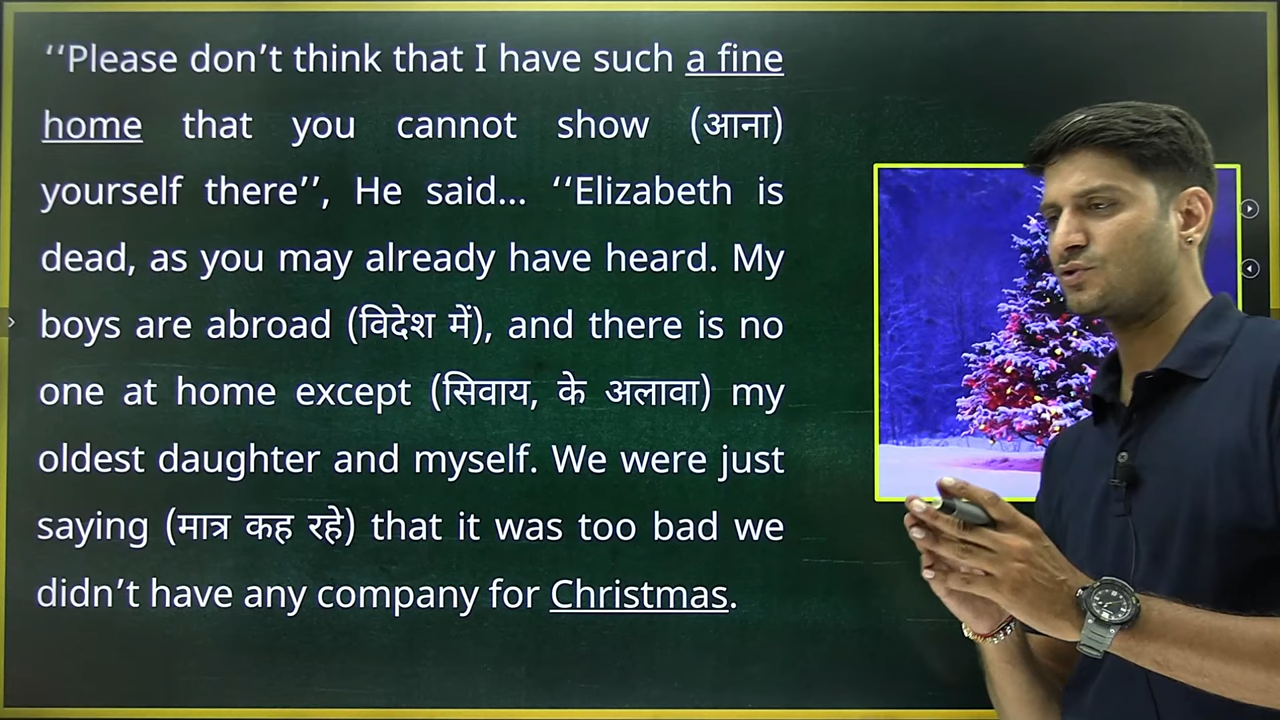 ‘‘Please don’t think that I have such a fine
home that you cannot show (आना)
yourself there’’, He said... ‘‘Elizabeth is
dead, as you may already have heard. My
boys are abroad (विदेश में), and there is no
one at home except (सिवाय, के अलावा) my
oldest daughter and myself. We were just
saying (मात्र कह रहे) that it was too bad we
didn’t have any company for Christmas.